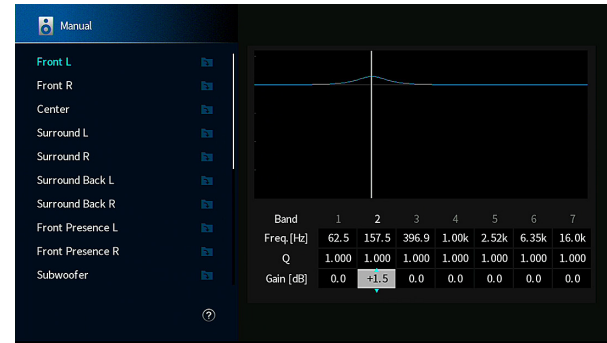 Manual
Front L
Front R
Center
Surround L
Surround R
Surround Back L
Surround Back R
Front Presence L
Front Presence R
Subwoofer
?
Band 1 2 3 4 5 6 7
Freq.[Hz] 62.5 157.5 396.9 1.00k 2.52k 6.35k 16.0k
Q 1.000 1.000 1.000 1.000 1.000 1.000 1.000
Gain [dB] 0.0 +1.5 0.0 0.0 0.0 0.0 0.0